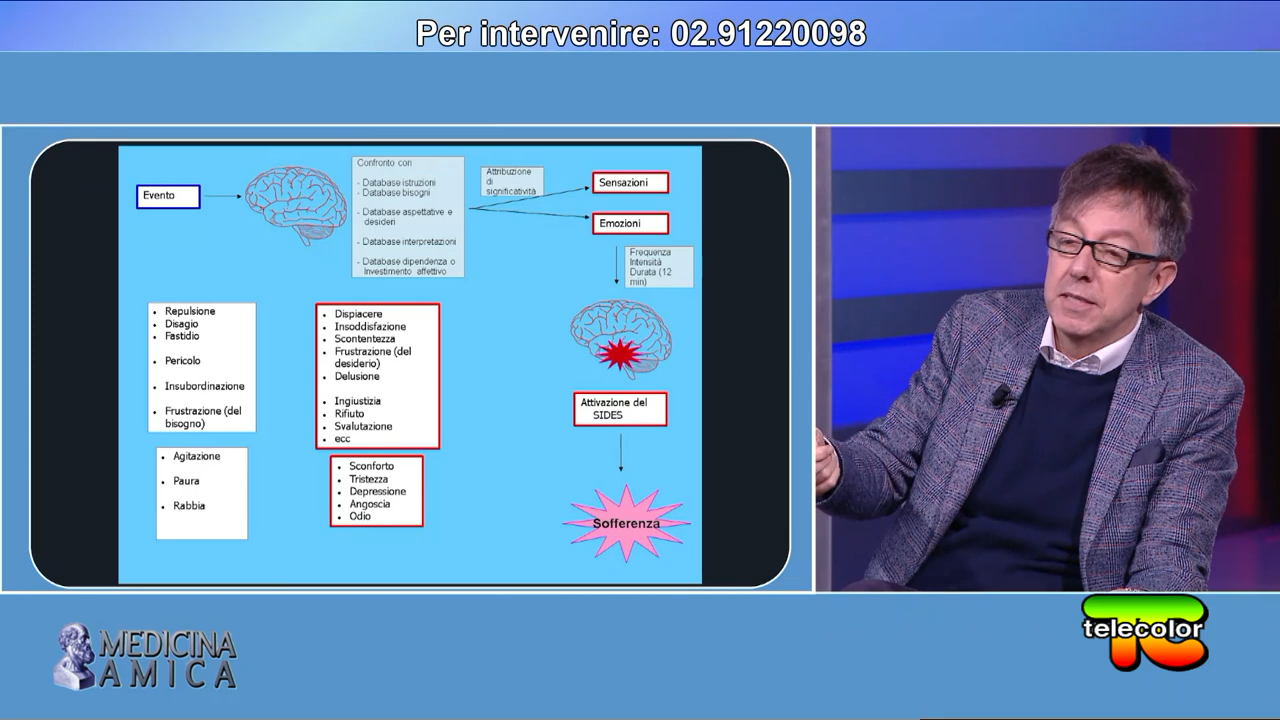 Per intervenire: 02.91220098
Evento
Confronto con
- Database istruzioni
- Database bisogni
- Database aspettative e
desideri
- Database interpretazioni
- Database dipendenza o
Investimento affettivo
Attribuzione
di
significatività
Sensazioni
Emozioni
Frequenza
Intensità
Durata (12
min)
• Repulsione
• Disagio
• Fastidio
• Pericolo
• Insubordinazione
• Frustrazione (del
bisogno)
• Agitazione
• Paura
• Rabbia
• Dispiacere
• Insoddisfazione
• Scontentezza
• Frustrazione (del
desiderio)
• Delusione
• Ingiustizia
• Rifiuto
• Svalutazione
• ecc
• Sconforto
• Tristezza
• Depressione
• Angoscia
• Odio
Attivazione del
SIDES
Sofferenza
MEDICINA
AMICA
telecolor
TC